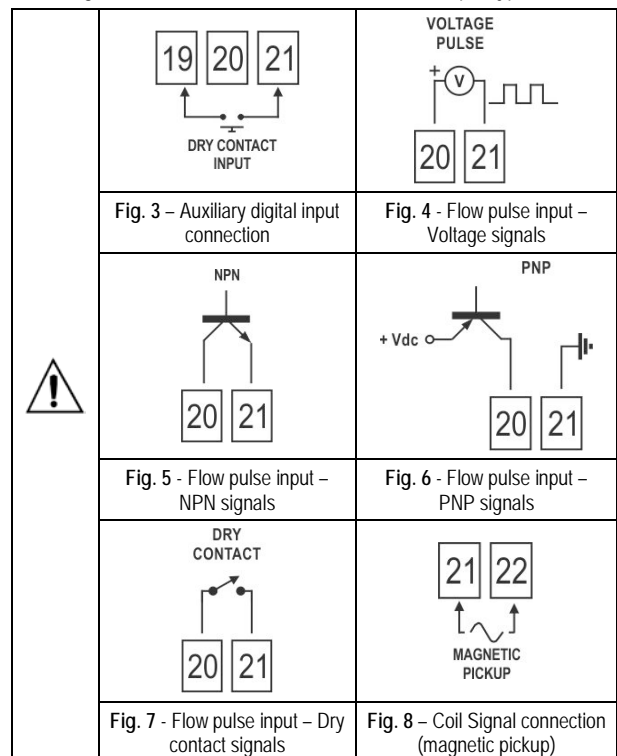 19 20 21
DRY CONTACT
INPUT
Fig. 3 – Auxiliary digital input
connection
VOLTAGE
PULSE
+ V
20 21
Fig. 4 - Flow pulse input –
Voltage signals
NPN
20 21
Fig. 5 - Flow pulse input –
NPN signals
PNP
+ Vdc
20 21
Fig. 6 - Flow pulse input –
PNP signals
DRY
CONTACT
20 21
Fig. 7 - Flow pulse input – Dry
contact signals
21 22
MAGNETIC
PICKUP
Fig. 8 – Coil Signal connection
(magnetic pickup)